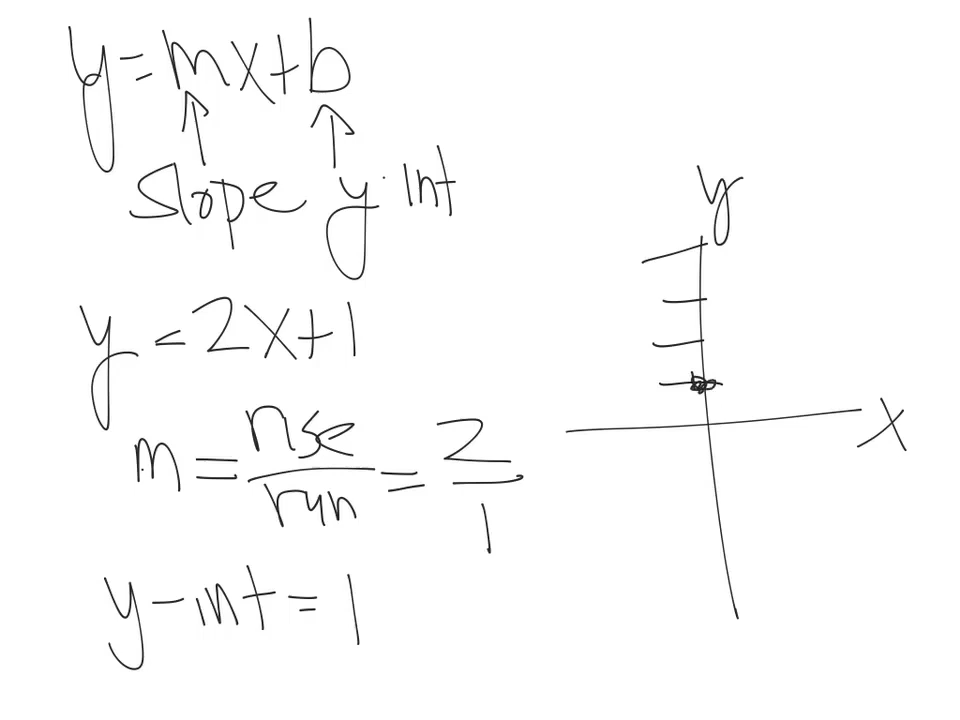 y = mx + b
slope y. int
y = 2x + 1
m = rise/run = 2/1
y - int = 1
y
x